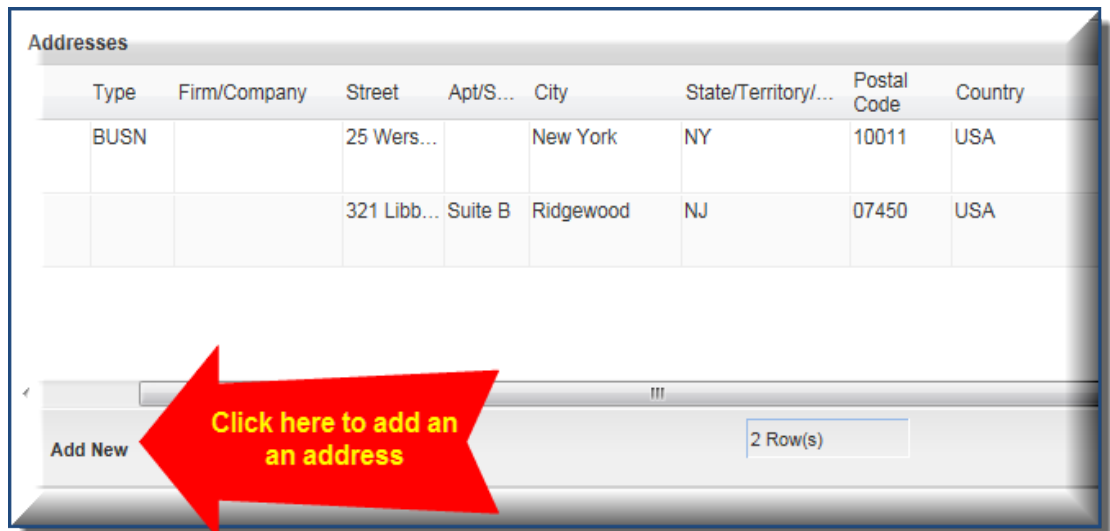 Addresses
Type Firm/Company Street Apt/S... City State/Territory/... Postal Code Country
BUSN 25 Wers... New York NY 10011 USA
321 Libb... Suite B Ridgewood NJ 07450 USA
Click here to add an
an address
Add New
2 Row(s)